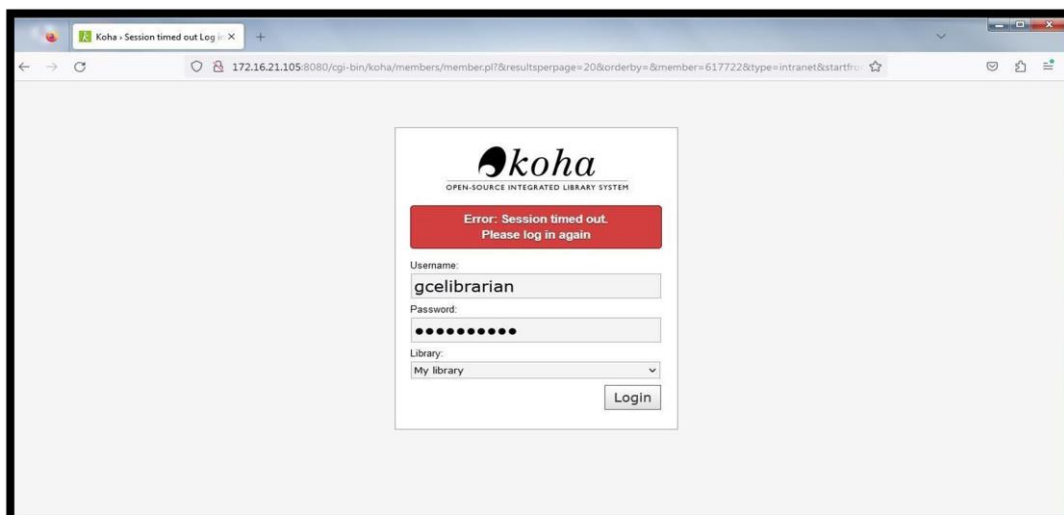 Koha › Session timed out Log in
172.16.21.105:8080/cgi-bin/koha/members/member.pl?&resultsperpage=20&orderby=&member=617722&type=intranet&startfro
koha
OPEN-SOURCE INTEGRATED LIBRARY SYSTEM
Error: Session timed out.
Please log in again
Username:
gcelibrarian
Password:
●●●●●●●●●●
Library:
My library
Login